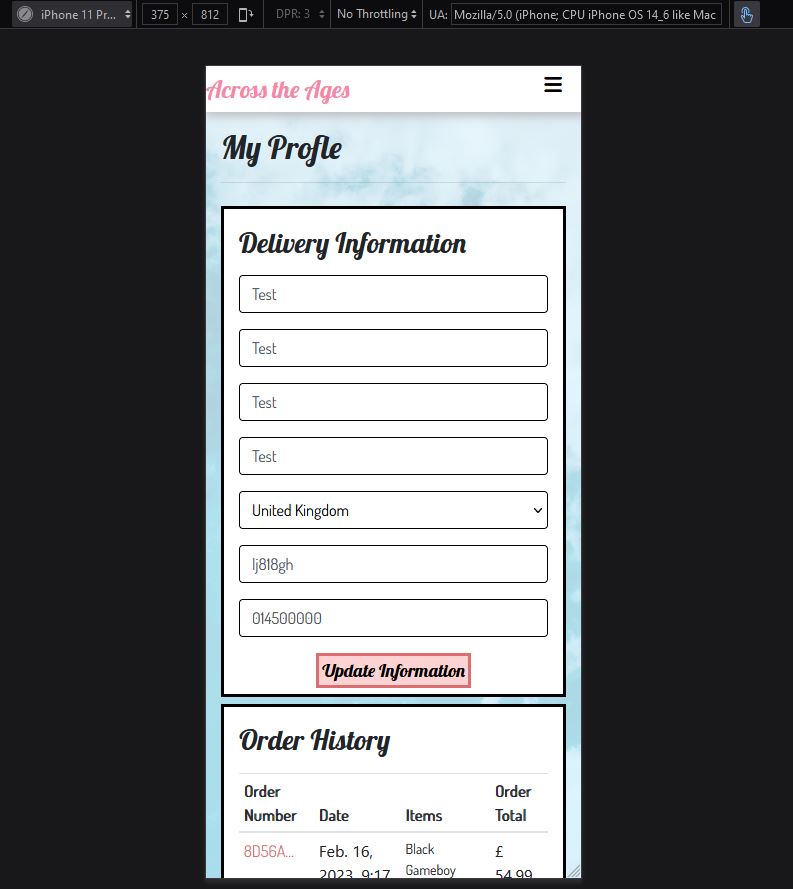 iPhone 11 Pr... 375 × 812 DPR: 3 No Throttling UA: Mozilla/5.0 (iPhone; CPU iPhone OS 14_6 like Mac
Across the Ages
My Profle
Delivery Information
Test
Test
Test
Test
United Kingdom
lj818gh
014500000
Update Information
Order History
Order Number Date Items Order Total
8D56A... Feb. 16, Black £
2023, 9:17 Gameboy 54.99